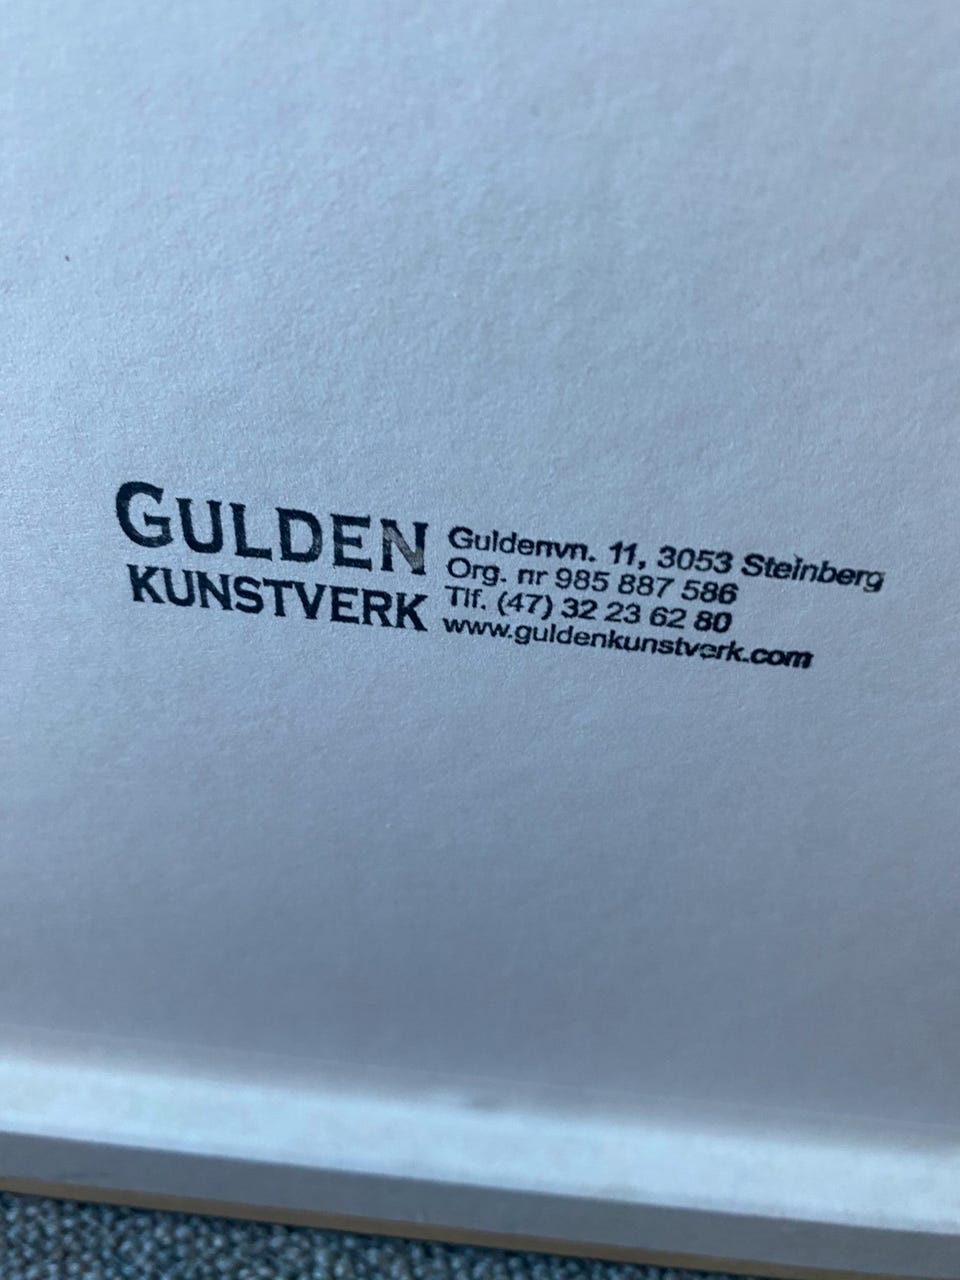 GULDEN
KUNSTVERK
Guldenvn. 11, 3053 Steinberg
Org. nr 985 887 586
Tlf. (47) 32 23 62 80
www.guldenkunstverk.com